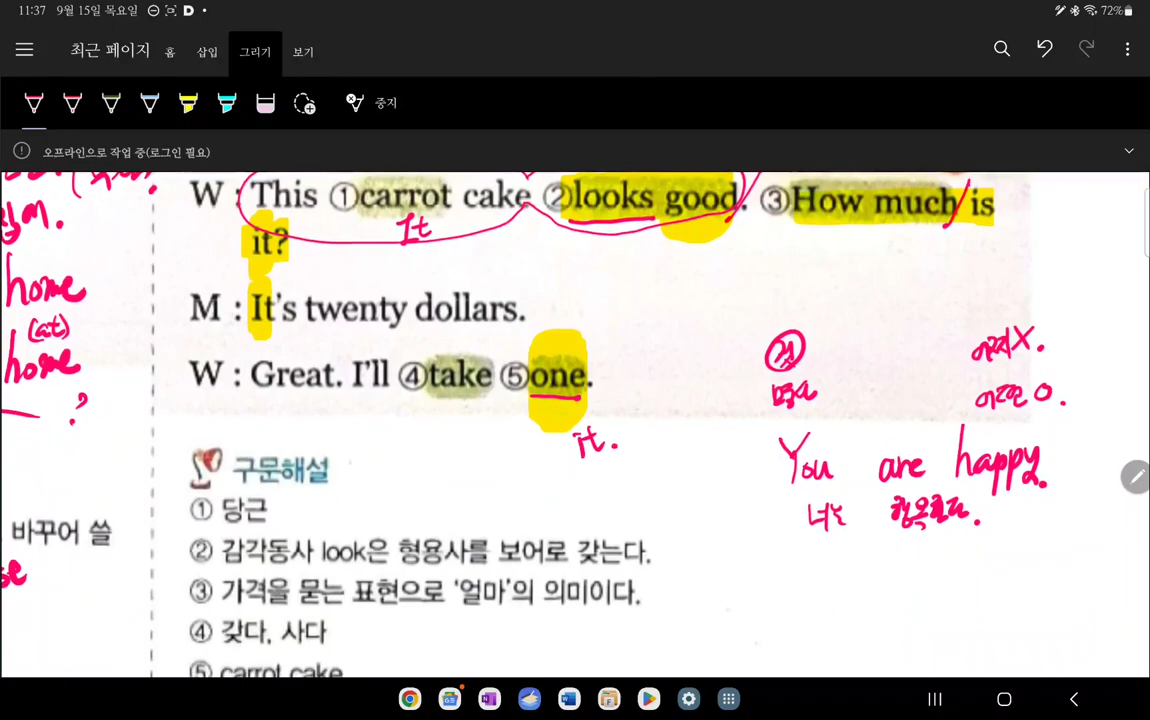 11:37 9월 15일 목요일 D 72%
최근 페이지 홈 삽입 그리기 보기
중지
오프라인으로 작업 중(로그인 필요)
W : This ①carrot cake ②looks good. ③How much is
It
it?
home
M : It's twenty dollars.
(at)
home
W : Great. I'll ④take ⑤one.
it.
?
You are happy.
너는 행복하다.
구문해설
① 당근
바꾸어 쓸
② 감각동사 look은 형용사를 보어로 갖는다.
se
③ 가격을 묻는 표현으로 '얼마'의 의미이다.
④ 갖다, 사다
⑤ carrot cake